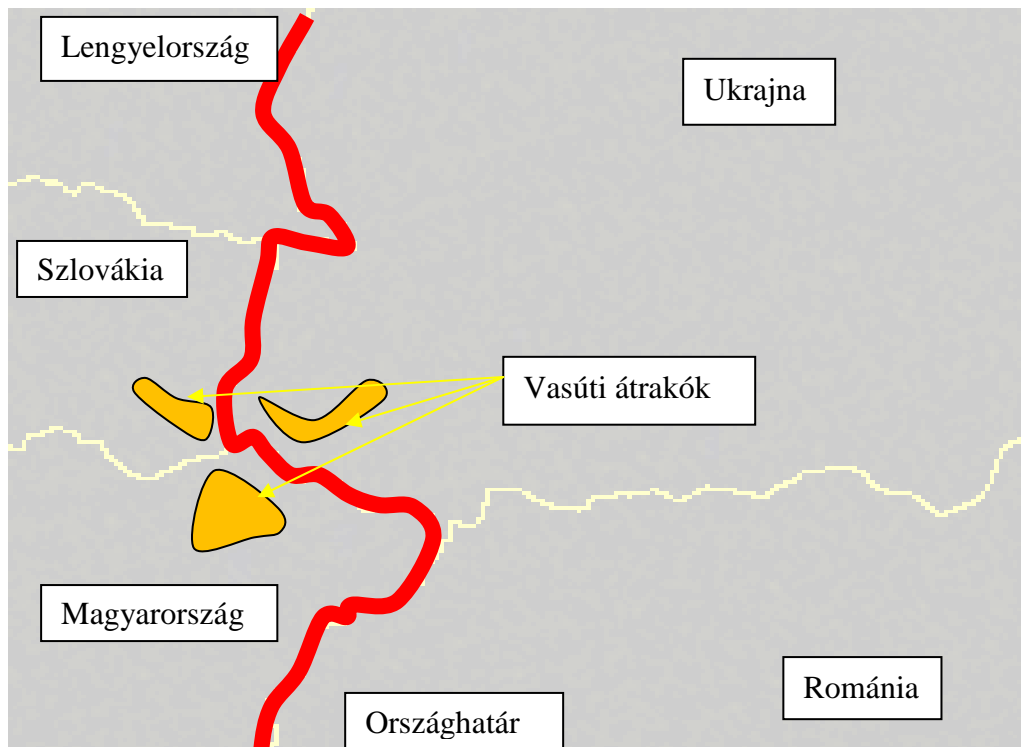 Lengyelország
Ukrajna
Szlovákia
Vasúti átrakók
Magyarország
Románia
Országhatár